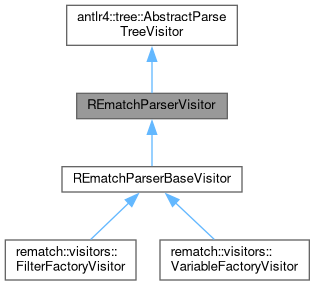 antlr4::tree::AbstractParse
TreeVisitor
REmatchParserVisitor
REmatchParserBaseVisitor
rematch::visitors::
FilterFactoryVisitor
rematch::visitors::
VariableFactoryVisitor